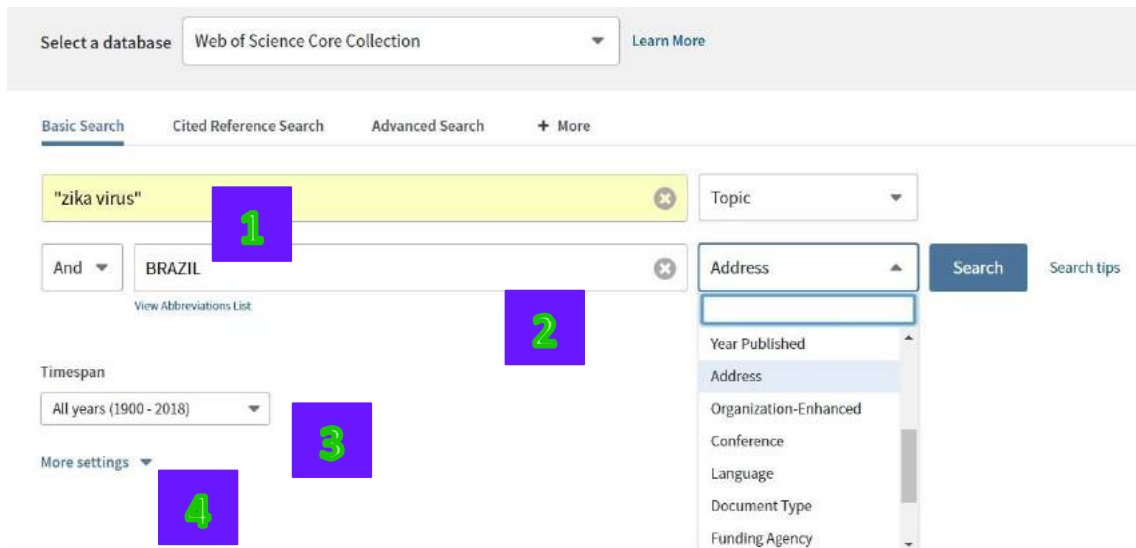 Select a database Web of Science Core Collection Learn More
Basic Search Cited Reference Search Advanced Search + More
"zika virus" Topic
1
And BRAZIL Address Search Search tips
View Abbreviations List
2
Year Published
Timespan
Address
All years (1900 - 2018)
Organization-Enhanced
3
Conference
More settings
Language
4
Document Type
Funding Agency